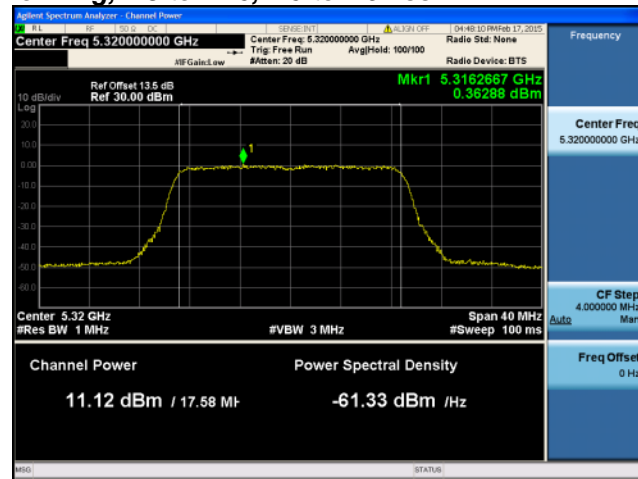 Agilent Spectrum Analyzer - Channel Power
RL RF 50 Ω DC SENSE:INT ALIGN OFF 04:48:10 PM Feb 17, 2015
Center Freq 5.320000000 GHz
Center Freq: 5.320000000 GHz
Radio Std: None
Trig: Free Run Avg|Hold: 100/100
#IFGain:Low #Atten: 20 dB Radio Device: BTS
Frequency
Ref Offset 13.5 dB
Ref 30.00 dBm
Mkr1 5.3162667 GHz
0.36288 dBm
10 dB/div
Log
20.0
10.0
0.00
-10.0
-20.0
-30.0
-40.0
-50.0
-60.0
1
Center 5.32 GHz Span 40 MHz
#Res BW 1 MHz #VBW 3 MHz #Sweep 100 ms
Channel Power Power Spectral Density
11.12 dBm / 17.58 MH -61.33 dBm /Hz
Center Freq
5.320000000 GHz
CF Step
4.000000 MHz
Auto Man
Freq Offset
0 Hz
MSG STATUS